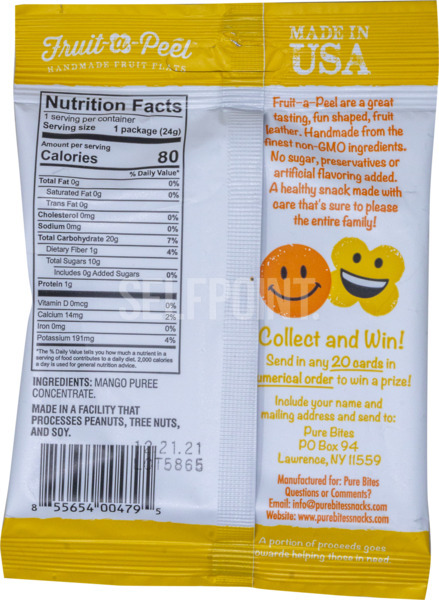 Fruit-a-Peel
HANDMADE FRUIT FLATS
MADE IN
USA
Nutrition Facts
1 serving per container
Serving size 1 package (24g)
Amount per serving
Calories 80
% Daily Value*
Total Fat 0g 0%
Saturated Fat 0g 0%
Trans Fat 0g
Cholesterol 0mg 0%
Sodium 0mg 0%
Total Carbohydrate 20g 7%
Dietary Fiber 1g 4%
Total Sugars 10g
Includes 0g Added Sugars 0%
Protein 1g
Vitamin D 0mcg 0%
Calcium 14mg 2%
Iron 0mg 0%
Potassium 191mg 4%
*The % Daily Value tells you how much a nutrient in a
serving of food contributes to a daily diet. 2,000 calories
a day is used for general nutrition advice.
INGREDIENTS: MANGO PUREE
CONCENTRATE.
MADE IN A FACILITY THAT
PROCESSES PEANUTS, TREE NUTS,
AND SOY.
12.21.21
LOT5865
8 55654 00479 5
Fruit-a-Peel are a great
tasting, fun shaped, fruit
leather. Handmade from the
finest non-GMO ingredients.
No sugar, preservatives or
artificial flavoring added.
A healthy snack made with
care that's sure to please
the entire family!
SELFPOINT.
Collect and Win!
Send in any 20 cards in
umerical order to win a prize!
Include your name and
mailing address and send to:
Pure Bites
PO Box 94
Lawrence, NY 11559
Manufactured for: Pure Bites
Questions or Comments?
Email: info@purebitessnacks.com
Website: www.purebitessnacks.com
A portion of proceeds goes
owards helping those in need.